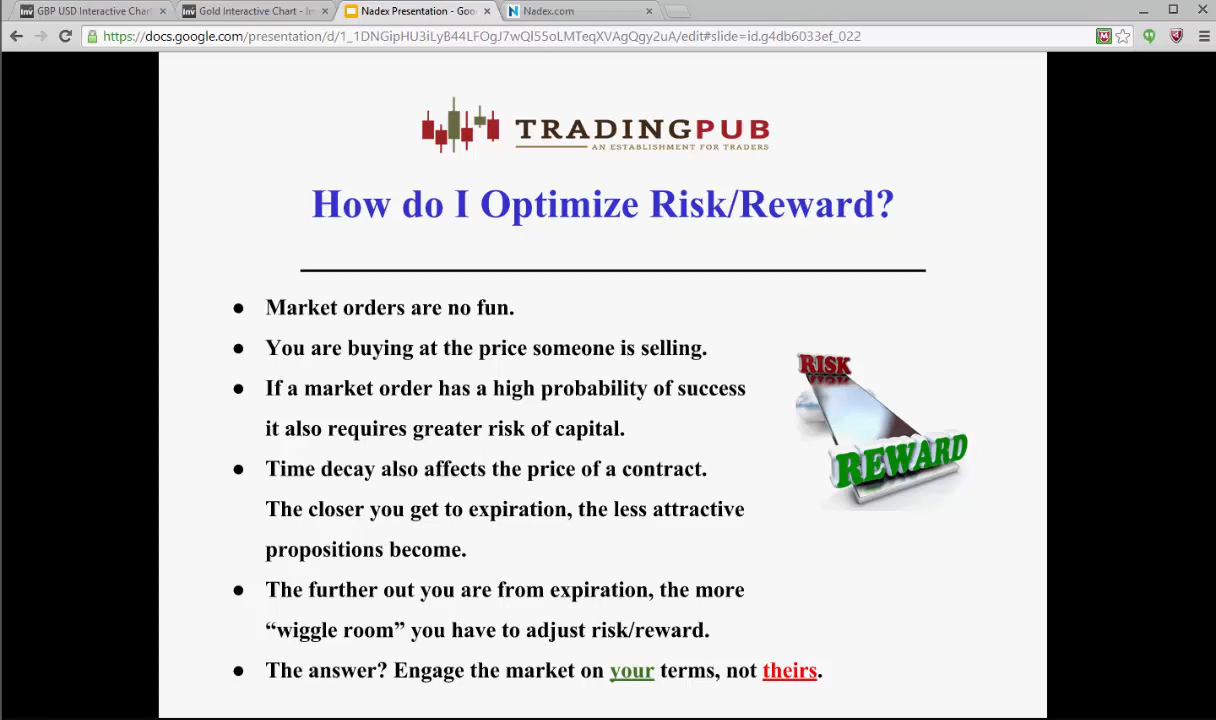 GBP USD Interactive Chart
Gold Interactive Chart - In
Nadex Presentation - Goo
Nadex.com
https://docs.google.com/presentation/d/1_1DNGipHU3iLyB44LFOgJ7wQl55oLMTeqXVAgQgy2uA/edit#slide=id.g4db6033ef_022
TRADINGPUB
AN ESTABLISHMENT FOR TRADERS
How do I Optimize Risk/Reward?
● Market orders are no fun.
● You are buying at the price someone is selling.
● If a market order has a high probability of success
it also requires greater risk of capital.
● Time decay also affects the price of a contract.
The closer you get to expiration, the less attractive
propositions become.
● The further out you are from expiration, the more
“wiggle room” you have to adjust risk/reward.
● The answer? Engage the market on your terms, not theirs.
RISK
REWARD